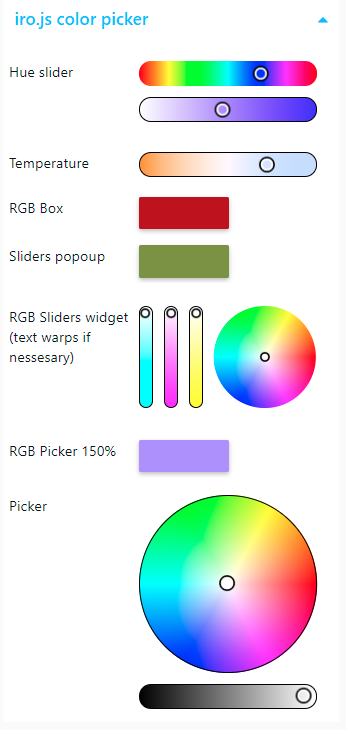 iro.js color picker
Hue slider
Temperature
RGB Box
Sliders popoup
RGB Sliders widget
(text warps if
nessesary)
RGB Picker 150%
Picker